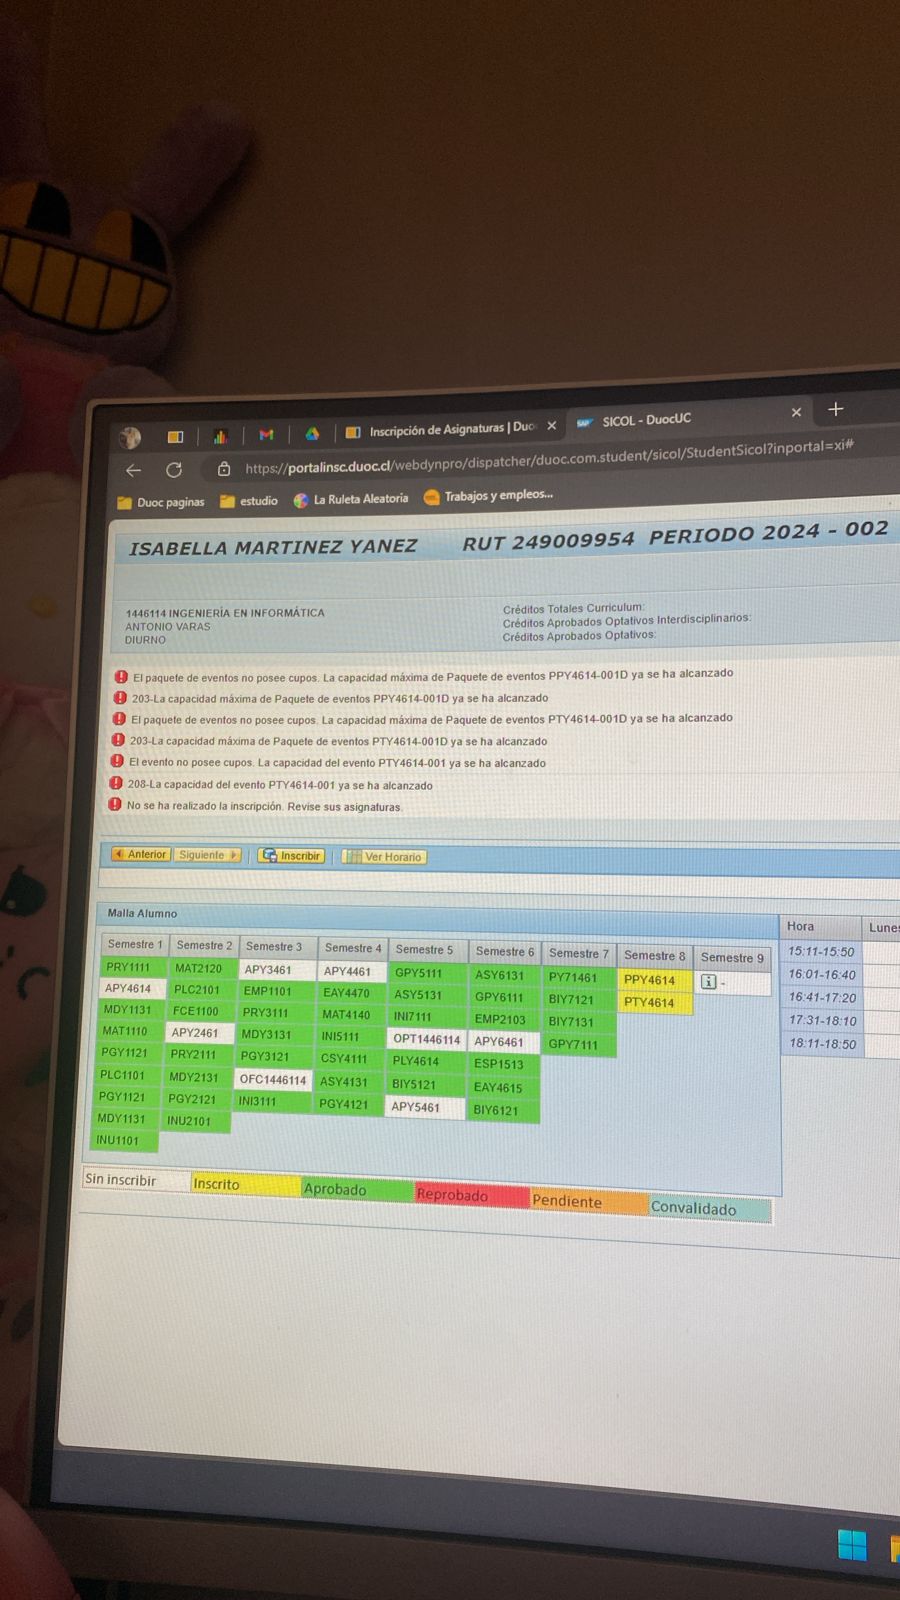 Inscripción de Asignaturas | Duo
SAP SICOL - DuocUC
https://portalinsc.duoc.cl/webdynpro/dispatcher/duoc.com.student/sicol/StudentSicol?inportal=xi#
Duoc paginas estudio La Ruleta Aleatoria Trabajos y empleos...
ISABELLA MARTINEZ YANEZ RUT 249009954 PERIODO 2024 - 002
1446114 INGENIERÍA EN INFORMÁTICA
ANTONIO VARAS
DIURNO
Créditos Totales Curriculum:
Créditos Aprobados Optativos Interdisciplinarios:
Créditos Aprobados Optativos:
El paquete de eventos no posee cupos. La capacidad máxima de Paquete de eventos PPY4614-001D ya se ha alcanzado
203-La capacidad máxima de Paquete de eventos PPY4614-001D ya se ha alcanzado
El paquete de eventos no posee cupos. La capacidad máxima de Paquete de eventos PTY4614-001D ya se ha alcanzado
203-La capacidad máxima de Paquete de eventos PTY4614-001D ya se ha alcanzado
El evento no posee cupos. La capacidad del evento PTY4614-001 ya se ha alcanzado
208-La capacidad del evento PTY4614-001 ya se ha alcanzado
No se ha realizado la inscripción. Revise sus asignaturas.
Anterior Siguiente Inscribir Ver Horario
Malla Alumno
Semestre 1 Semestre 2 Semestre 3 Semestre 4 Semestre 5 Semestre 6 Semestre 7 Semestre 8 Semestre 9
PRY1111 MAT2120 APY3461 APY4461 GPY5111 ASY6131 PY71461 PPY4614 -
APY4614 PLC2101 EMP1101 EAY4470 ASY5131 GPY6111 BIY7121 PTY4614
MDY1131 FCE1100 PRY3111 MAT4140 INI7111 EMP2103 BIY7131
MAT1110 APY2461 MDY3131 INI5111 OPT1446114 APY6461 GPY7111
PGY1121 PRY2111 PGY3121 CSY4111 PLY4614 ESP1513
PLC1101 MDY2131 OFC1446114 ASY4131 BIY5121 EAY4615
PGY1121 PGY2121 INI3111 PGY4121 APY5461 BIY6121
MDY1131 INU2101
INU1101
Hora Lunes
15:11-15:50
16:01-16:40
16:41-17:20
17:31-18:10
18:11-18:50
Sin inscribir Inscrito Aprobado Reprobado Pendiente Convalidado